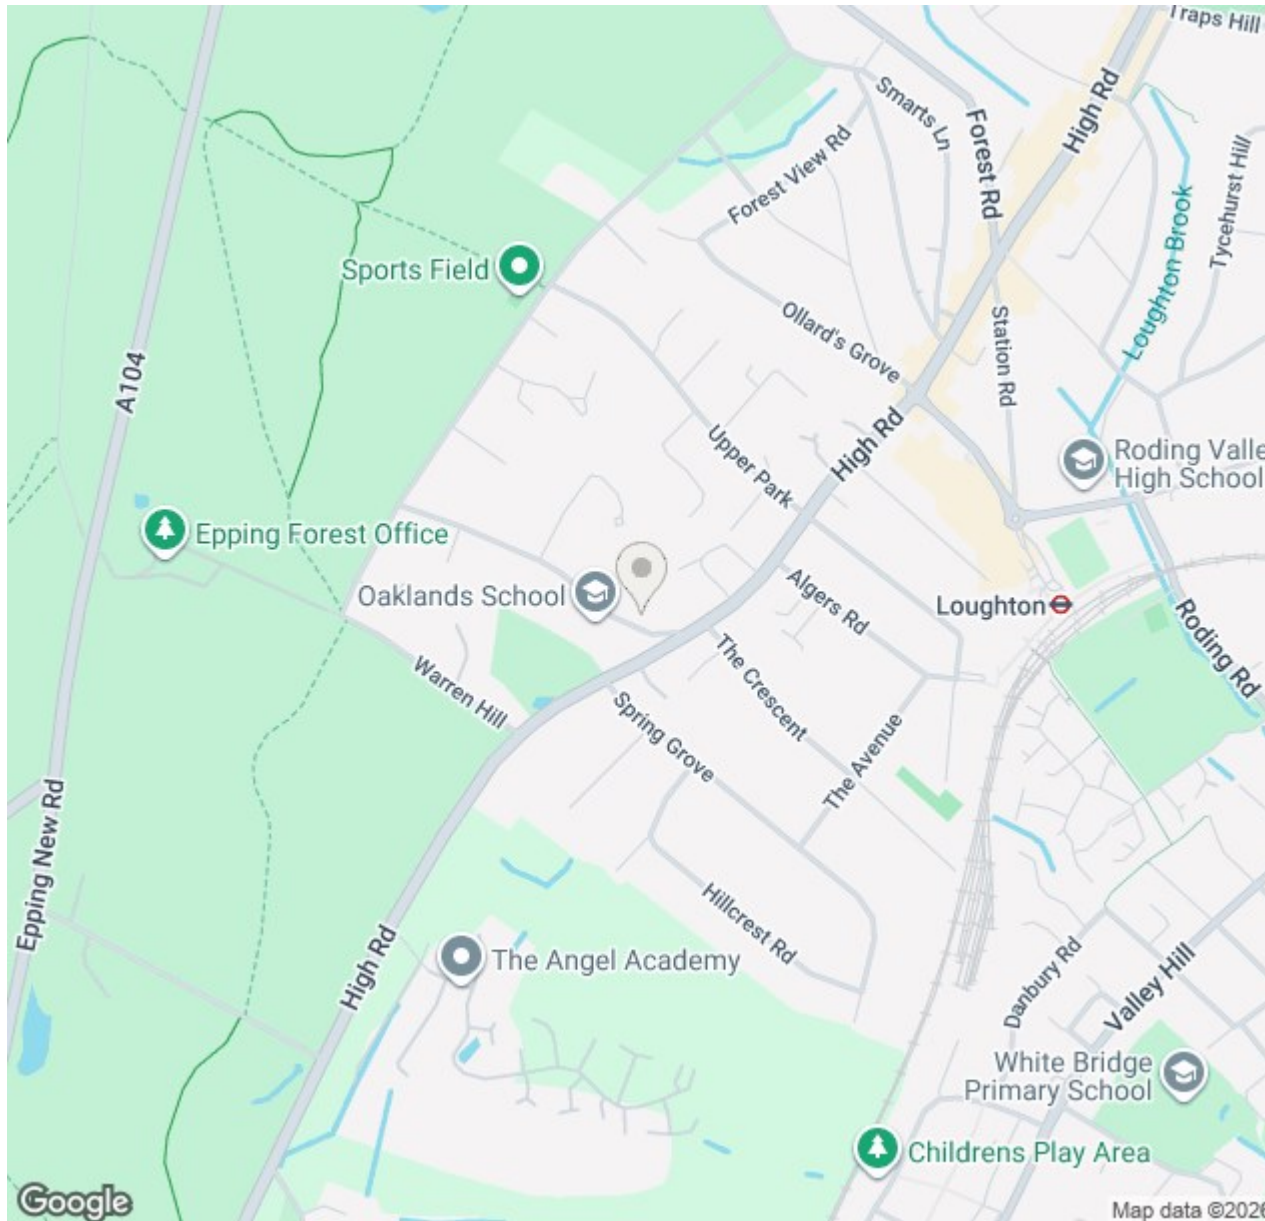 Traps Hill
Smarts Ln
Forest Rd
High Rd
Forest View Rd
Loughton Brook
Tycehurst Hill
Sports Field
Ollard's Grove
Station Rd
A104
Upper Park
High Rd
Roding Valle
High School
Epping Forest Office
Oaklands School
Algers Rd
Loughton
Roding Rd
Warren Hill
The Crescent
Spring Grove
The Avenue
Epping New Rd
Hillcrest Rd
High Rd
The Angel Academy
Danbury Rd
Valley Hill
White Bridge
Primary School
Childrens Play Area
Google
Map data ©2026